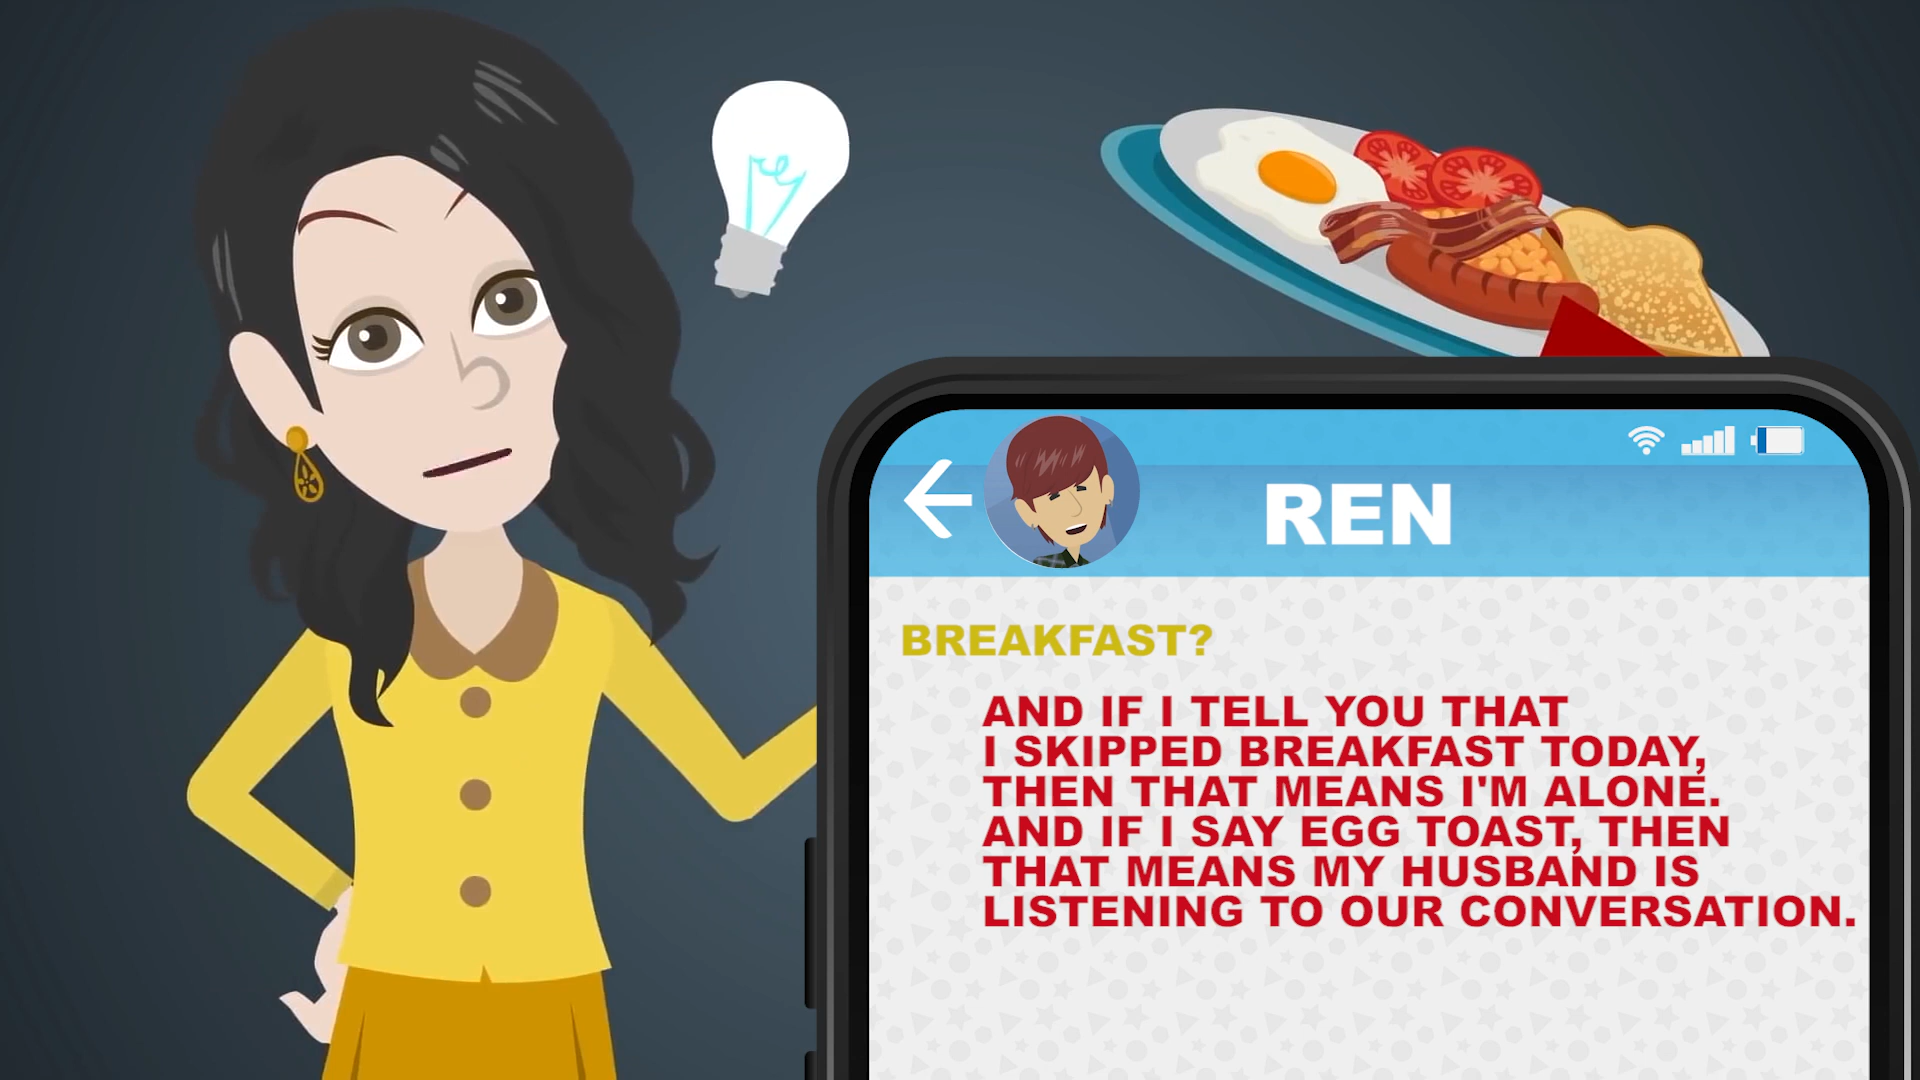 REN
BREAKFAST?
AND IF I TELL YOU THAT
I SKIPPED BREAKFAST TODAY,
THEN THAT MEANS I'M ALONE.
AND IF I SAY EGG TOAST, THEN
THAT MEANS MY HUSBAND IS
LISTENING TO OUR CONVERSATION.